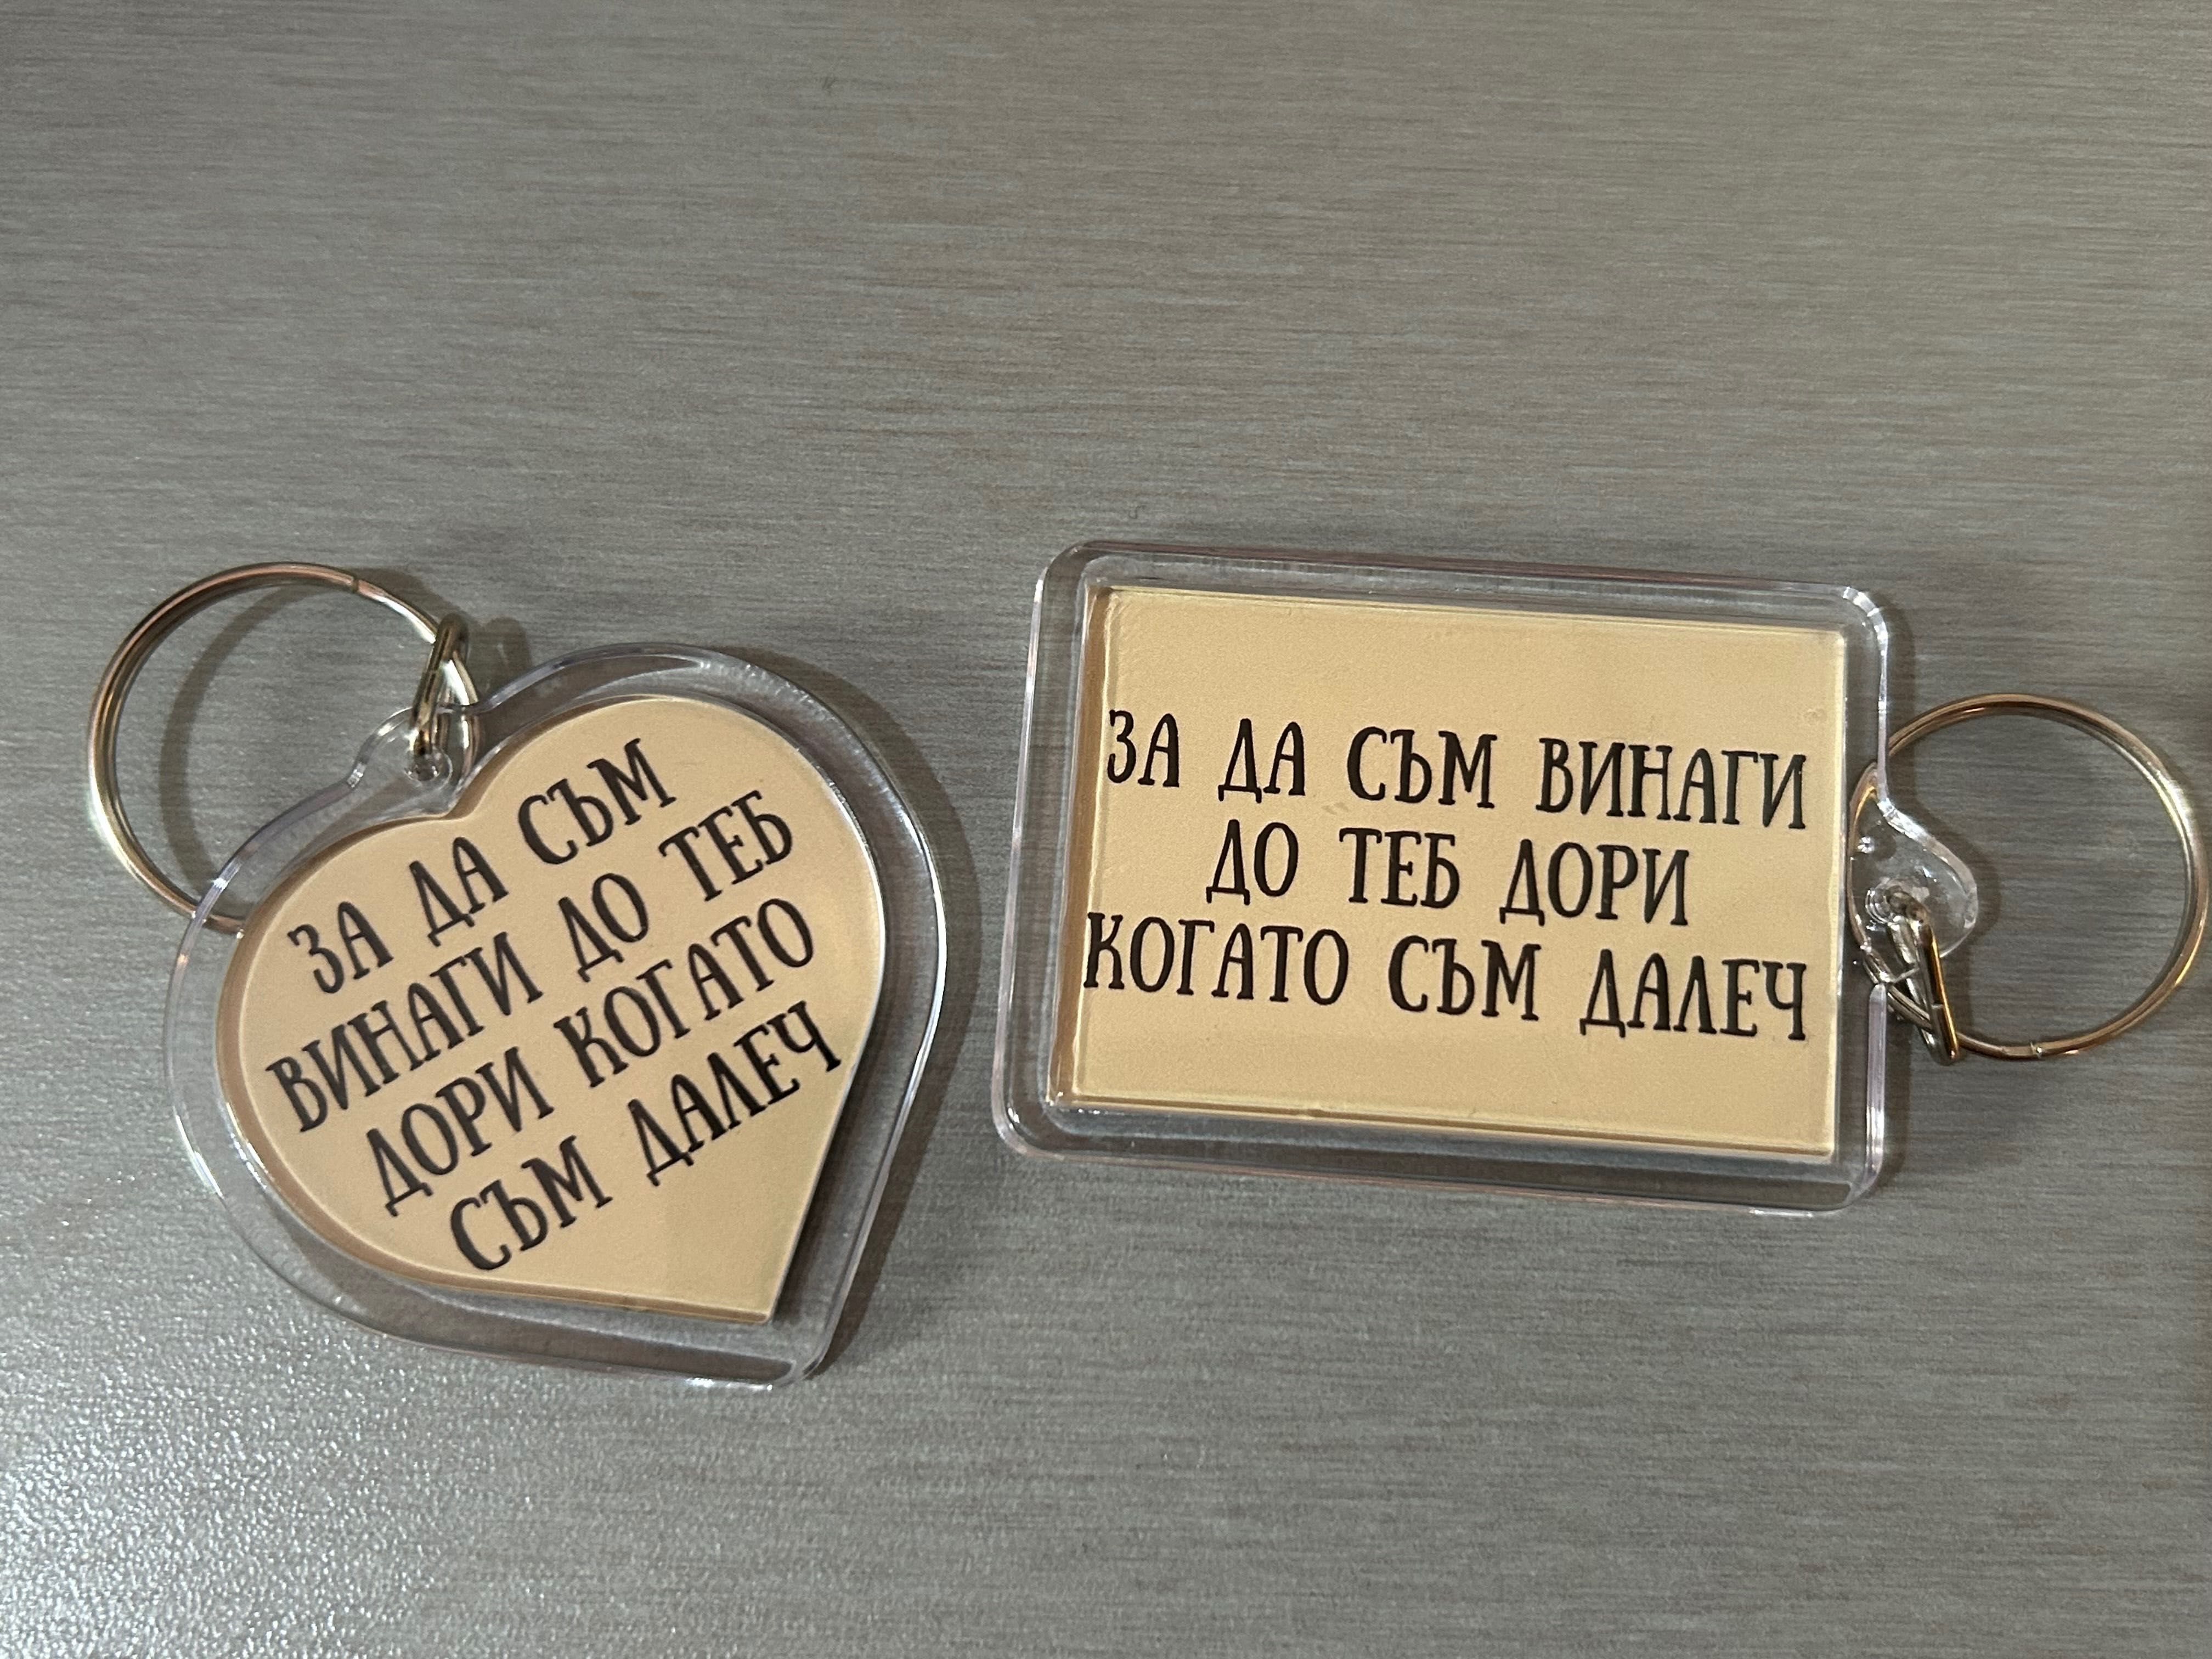 ЗА ДА СЪМ
ВИНАГИ ДО ТЕБ
ДОРИ КОГАТО
СЪМ ДАЛЕЧ
ЗА ДА СЪМ ВИНАГИ
ДО ТЕБ ДОРИ
КОГАТО СЪМ ДАЛЕЧ